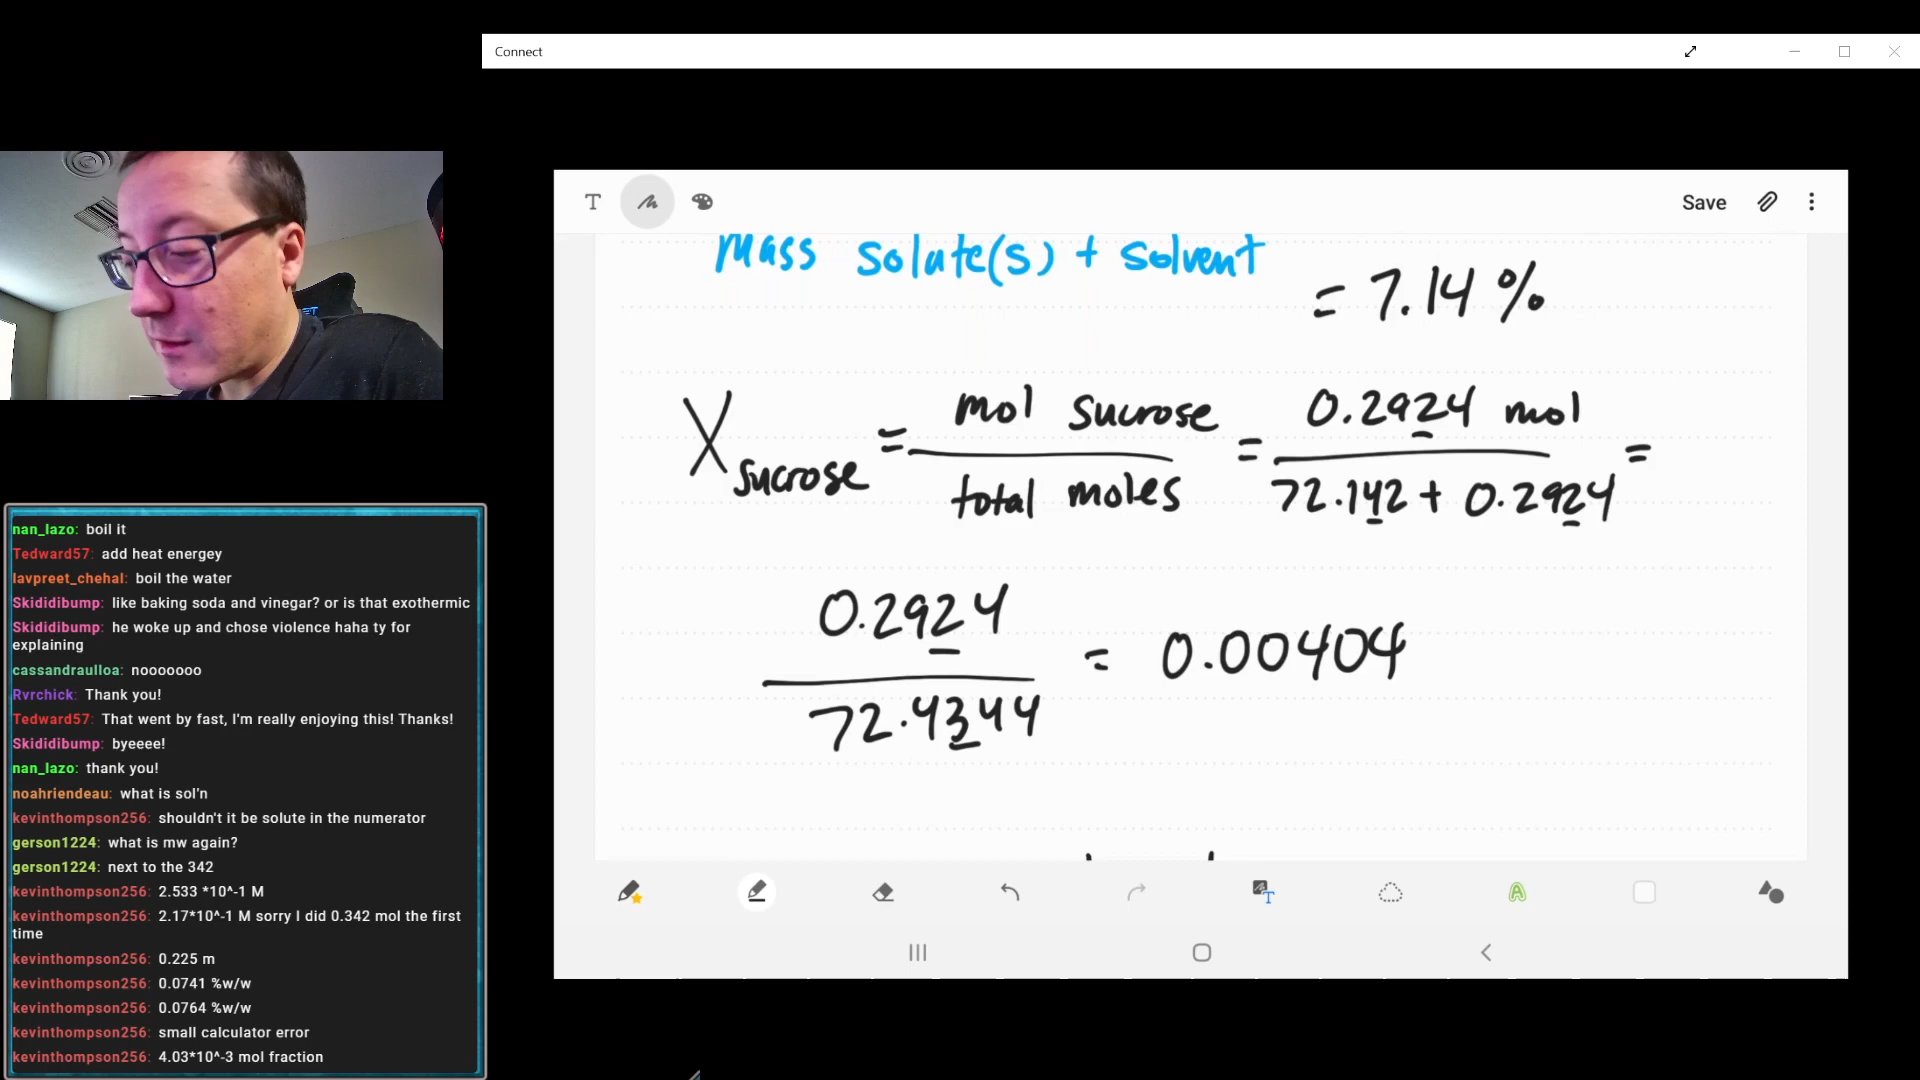 Connect
T
Save
mass solute(s) + solvent
= 7.14 %
X sucrose = mol sucrose / total moles = 0.2924 mol / 72.142 + 0.2924 =
0.2924 / 72.4344 = 0.00404
nan_lazo: boil it
Tedward57: add heat energey
lavpreet_chehal: boil the water
Skididibump: like baking soda and vinegar? or is that exothermic
Skididibump: he woke up and chose violence haha ty for
explaining
cassandraulloa: nooooooo
Rvrchick: Thank you!
Tedward57: That went by fast, I'm really enjoying this! Thanks!
Skididibump: byeeee!
nan_lazo: thank you!
noahriendeau: what is sol'n
kevinthompson256: shouldn't it be solute in the numerator
gerson1224: what is mw again?
gerson1224: next to the 342
kevinthompson256: 2.533 *10^-1 M
kevinthompson256: 2.17*10^-1 M sorry I did 0.342 mol the first
time
kevinthompson256: 0.225 m
kevinthompson256: 0.0741 %w/w
kevinthompson256: 0.0764 %w/w
kevinthompson256: small calculator error
kevinthompson256: 4.03*10^-3 mol fraction